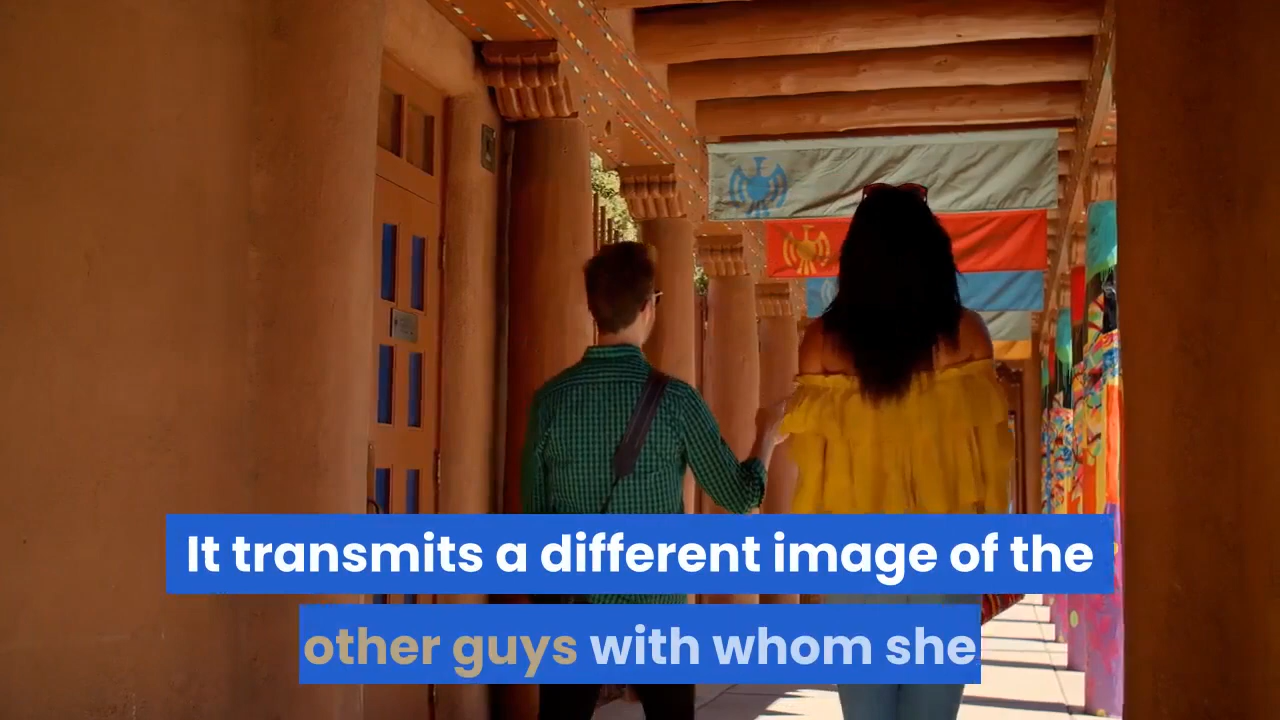 It transmits a different image of the
other guys with whom she